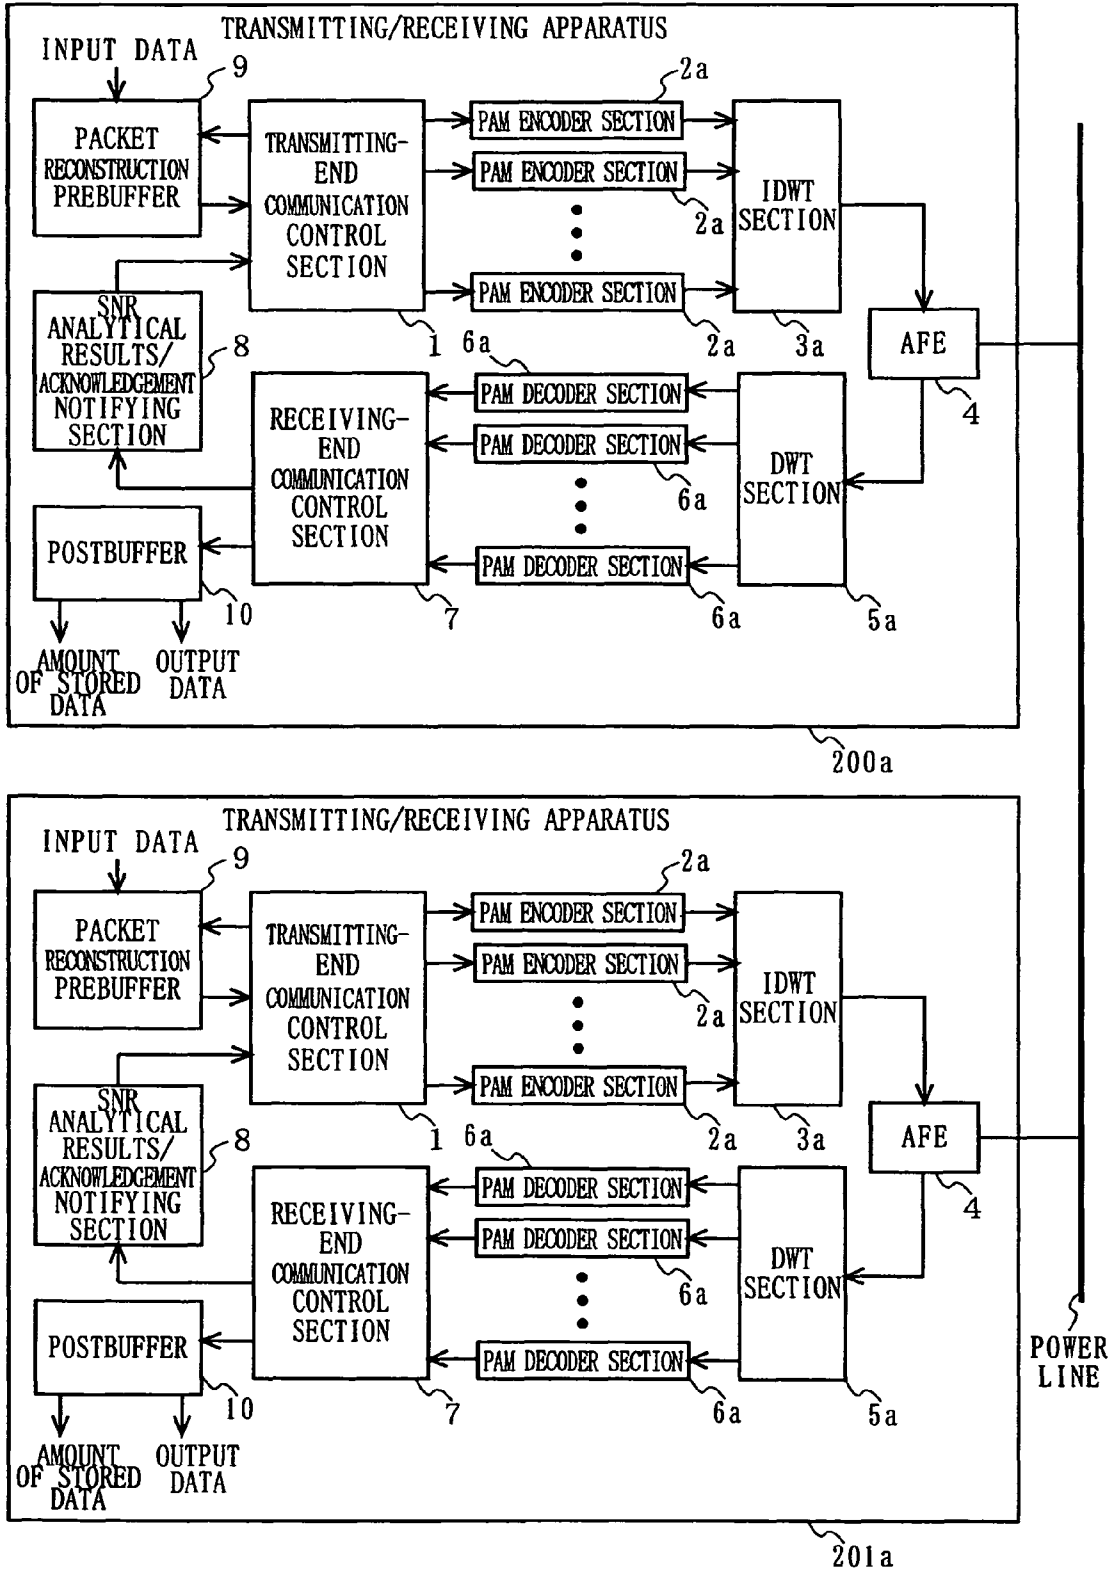 TRANSMITTING/RECEIVING APPARATUS
INPUT DATA
9
PACKET
RECONSTRUCTION
PREBUFFER
TRANSMITTING-
END
COMMUNICATION
CONTROL
SECTION
1
2a
PAM ENCODER SECTION
PAM ENCODER SECTION
2a
PAM ENCODER SECTION
2a
IDWT
SECTION
3a
AFE
4
SNR
ANALYTICAL
RESULTS/
ACKNOWLEDGEMENT
NOTIFYING
SECTION
8
RECEIVING-
END
COMMUNICATION
CONTROL
SECTION
7
6a
PAM DECODER SECTION
PAM DECODER SECTION
6a
PAM DECODER SECTION
6a
DWT
SECTION
5a
POSTBUFFER
10
AMOUNT
OF STORED
DATA
OUTPUT
DATA
200a
TRANSMITTING/RECEIVING APPARATUS
INPUT DATA
9
PACKET
RECONSTRUCTION
PREBUFFER
TRANSMITTING-
END
COMMUNICATION
CONTROL
SECTION
1
2a
PAM ENCODER SECTION
PAM ENCODER SECTION
2a
PAM ENCODER SECTION
2a
IDWT
SECTION
3a
AFE
4
SNR
ANALYTICAL
RESULTS/
ACKNOWLEDGEMENT
NOTIFYING
SECTION
8
RECEIVING-
END
COMMUNICATION
CONTROL
SECTION
7
6a
PAM DECODER SECTION
PAM DECODER SECTION
6a
PAM DECODER SECTION
6a
DWT
SECTION
5a
POSTBUFFER
10
AMOUNT
OF STORED
DATA
OUTPUT
DATA
POWER
LINE
201a